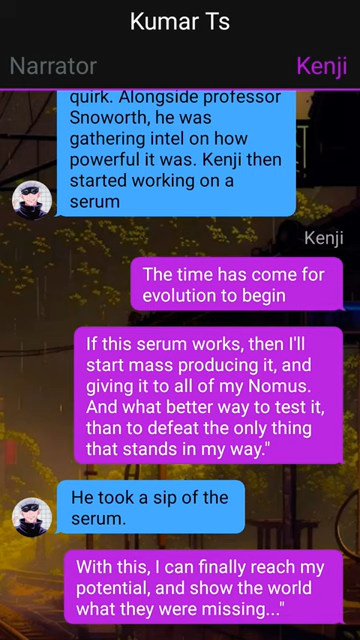 Kumar Ts
Narrator
Kenji
quirk. Alongside professor
Snoworth, he was
gathering intel on how
powerful it was. Kenji then
started working on a
serum
Kenji
The time has come for
evolution to begin
If this serum works, then I'll
start mass producing it, and
giving it to all of my Nomus.
And what better way to test it,
than to defeat the only thing
that stands in my way."
He took a sip of the
serum.
With this, I can finally reach my
potential, and show the world
what they were missing..."